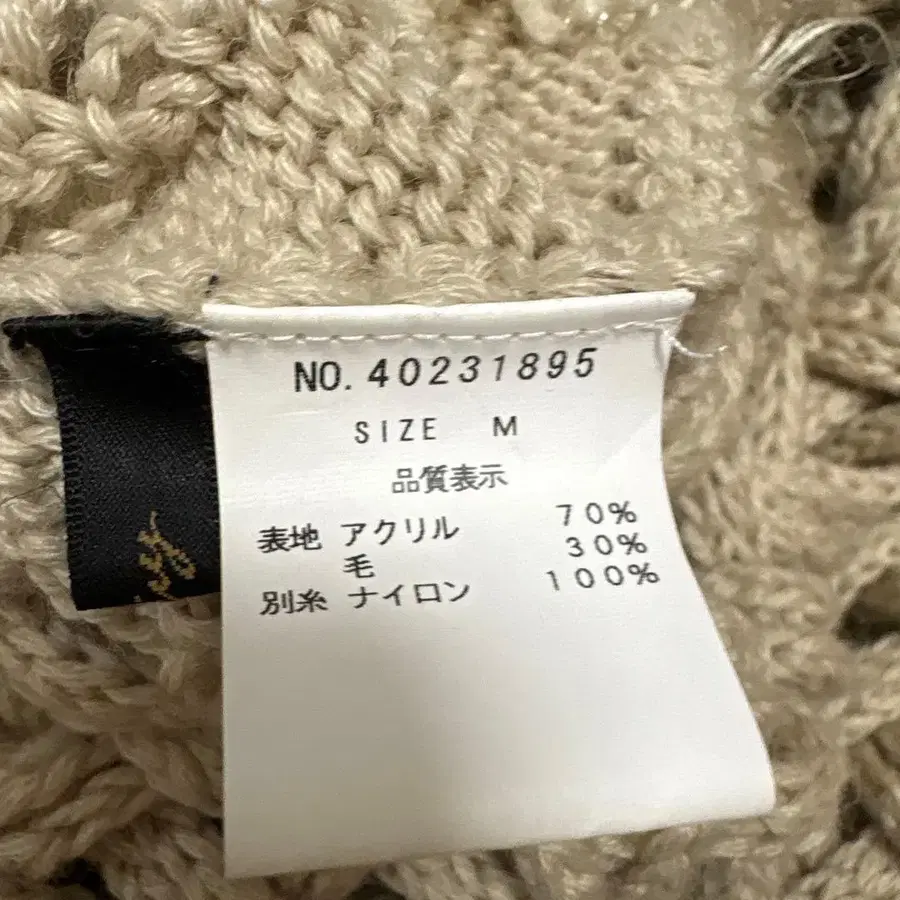 NO. 40231895
SIZE M
品質表示
表地 アクリル 70%
毛 30%
別糸 ナイロン 100%